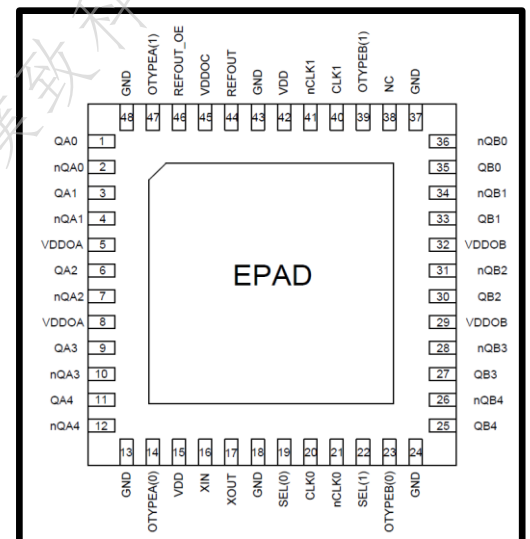 美致科
GND
OTYPEA(1)
REFOUT_OE
VDDOC
REFOUT
GND
VDD
nCLK1
CLK1
OTYPEB(1)
NC
GND
48 47 46 45 44 43 42 41 40 39 38 37
QA0 1
nQA0 2
QA1 3
nQA1 4
VDDOA 5
QA2 6
nQA2 7
VDDOA 8
QA3 9
nQA3 10
QA4 11
nQA4 12
EPAD
36 nQB0
35 QB0
34 nQB1
33 QB1
32 VDDOB
31 nQB2
30 QB2
29 VDDOB
28 nQB3
27 QB3
26 nQB4
25 QB4
13 14 15 16 17 18 19 20 21 22 23 24
GND
OTYPEA(0)
VDD
XIN
XOUT
GND
SEL(0)
CLK0
nCLK0
SEL(1)
OTYPEB(0)
GND